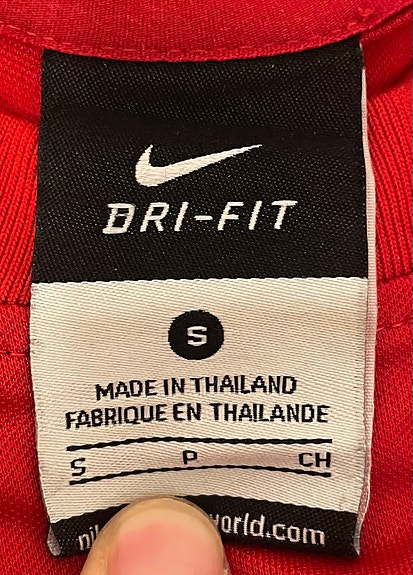 DRI-FIT
S
MADE IN THAILAND
FABRIQUE EN THAILANDE
S P CH